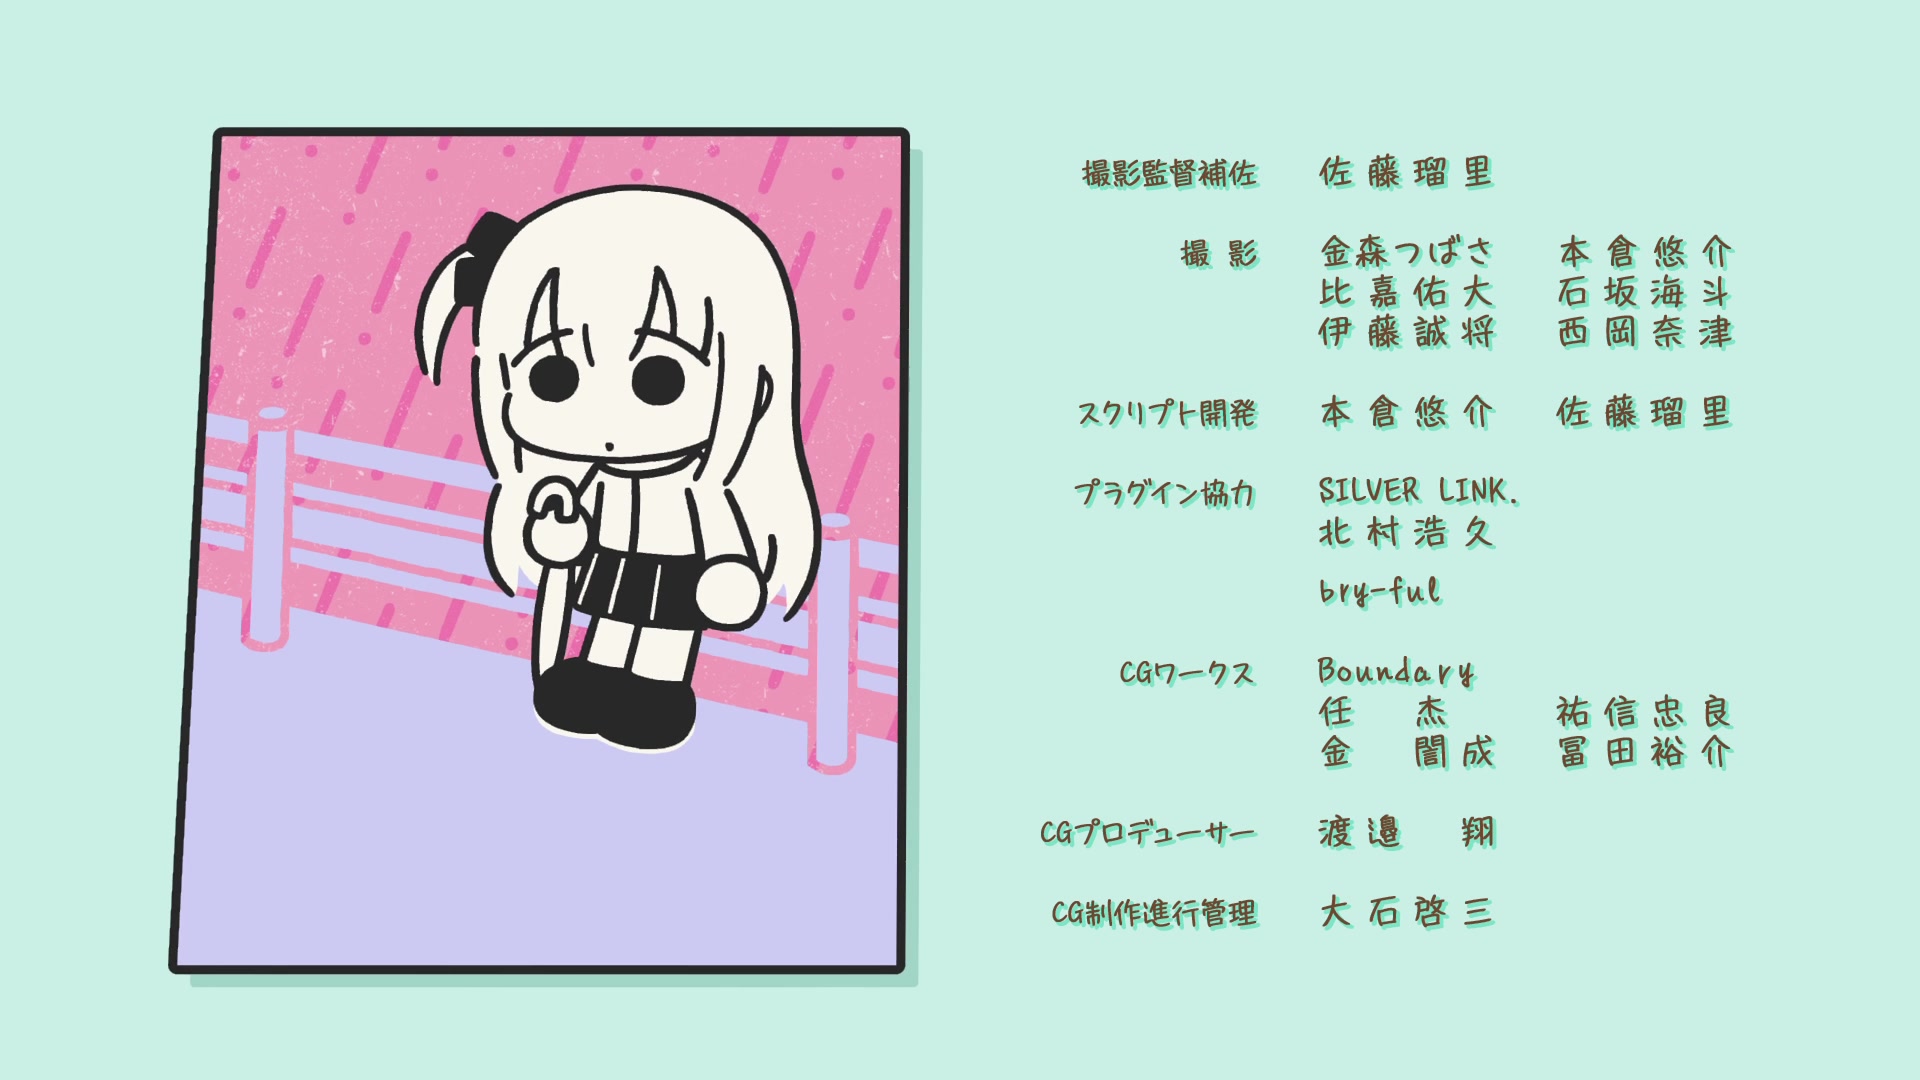 撮影監督補佐 佐藤瑠里
撮影 金森つばさ 本倉悠介
比嘉佑大 石坂海斗
伊藤誠将 西岡奈津
スクリプト開発 本倉悠介 佐藤瑠里
プラグイン協力 SILVER LINK.
北村浩久
bry-ful
CGワークス Boundary
任 杰 祐信忠良
金 誾成 冨田裕介
CGプロデューサー 渡邉 翔
CG制作進行管理 大石啓三